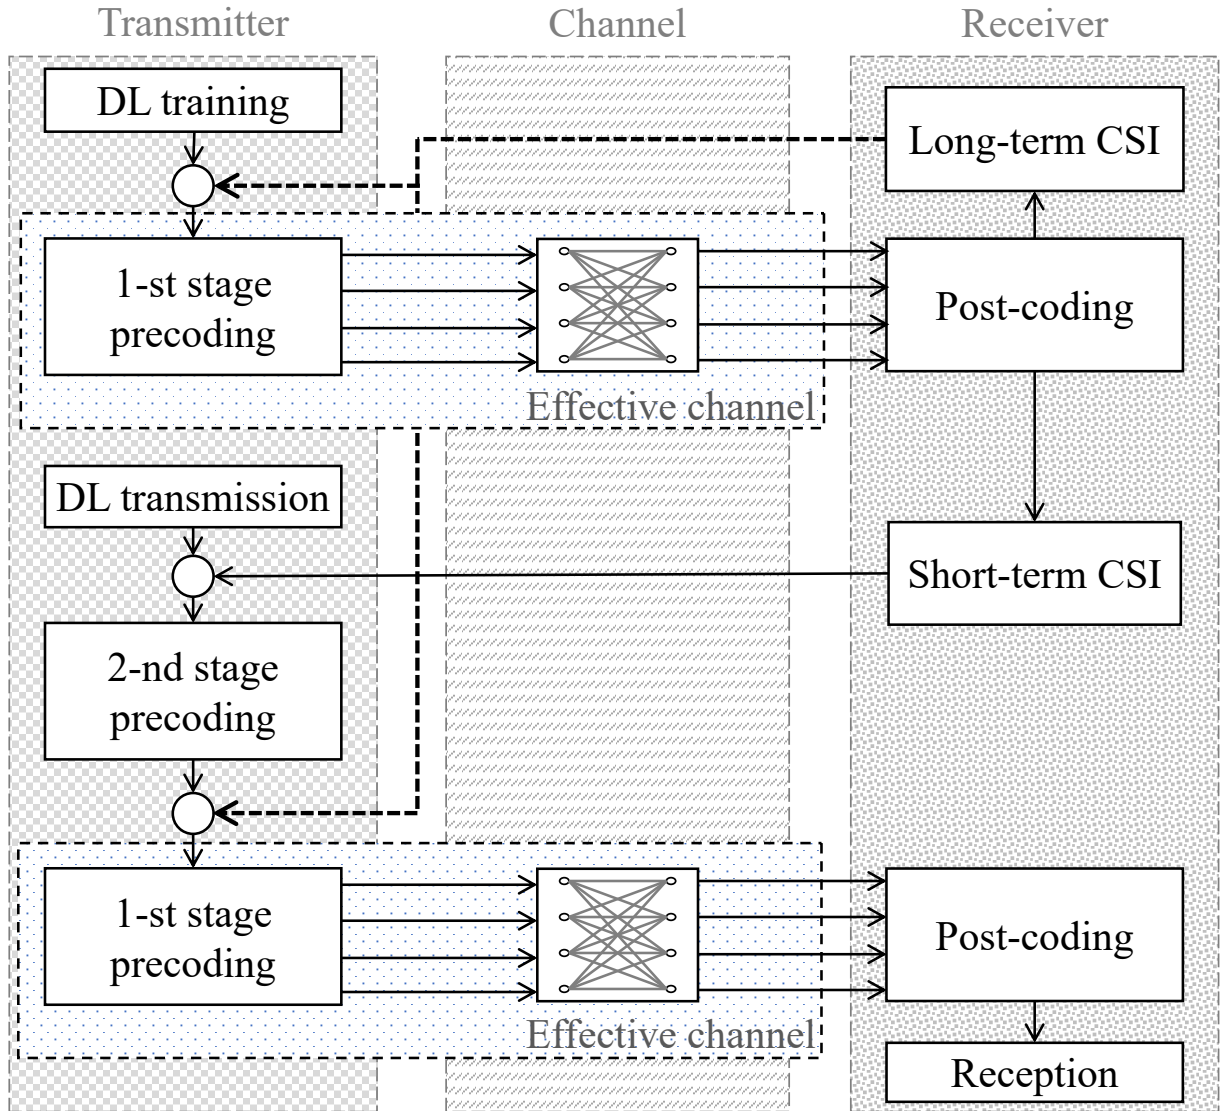 Transmitter
Channel
Receiver
DL training
Long-term CSI
1-st stage
precoding
Post-coding
Effective channel
DL transmission
Short-term CSI
2-nd stage
precoding
1-st stage
precoding
Post-coding
Effective channel
Reception